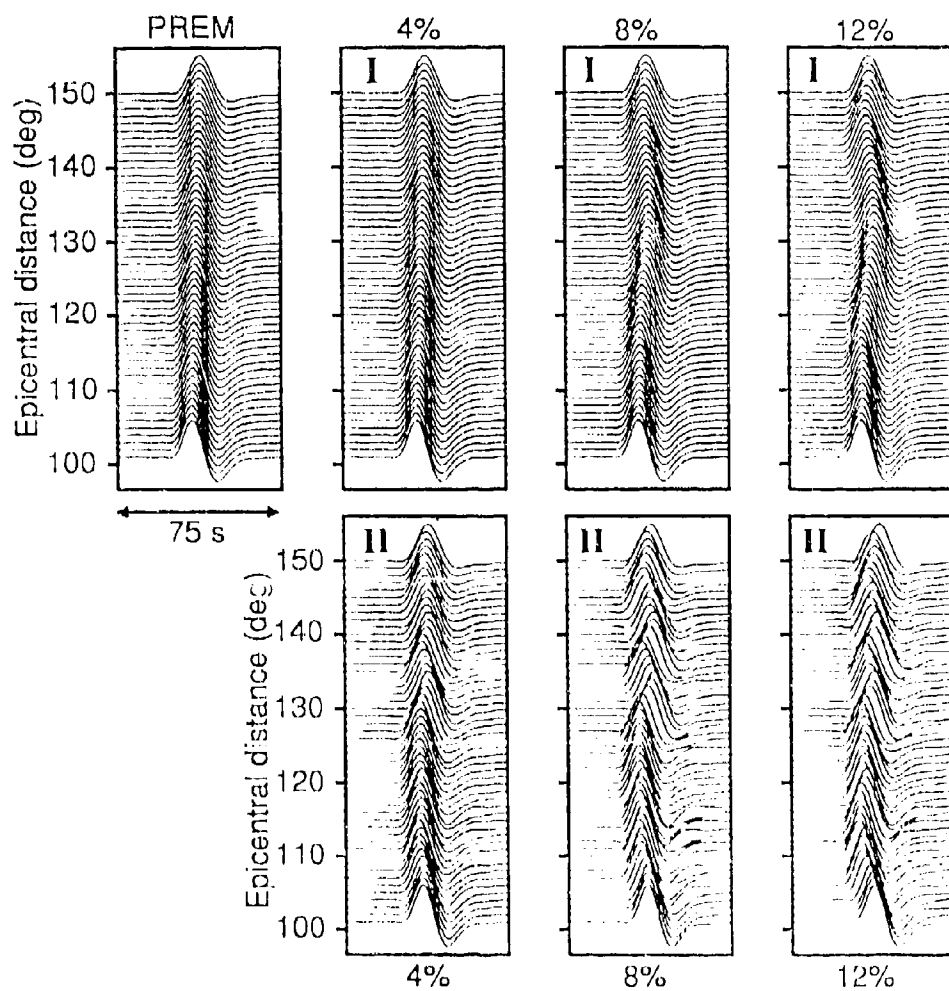 PREM 4% 8% 12%
I I I
150
140
130
120
110
100
Epicentral distance (deg)
75 s
II II II
150
140
130
120
110
100
Epicentral distance (deg)
4% 8% 12%